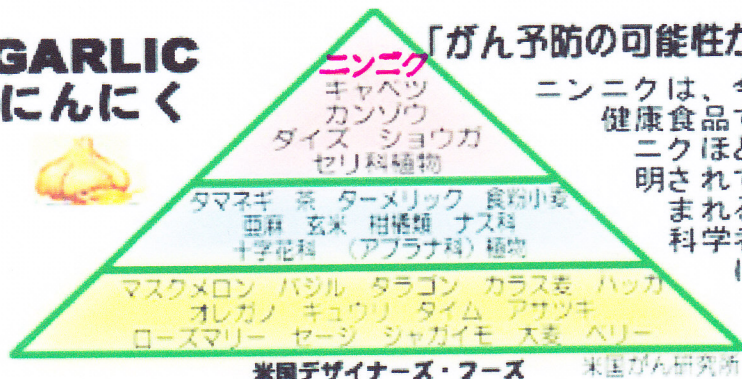 GARLIC
にんにく
「がん予防の可能性が
ニンニクは、
健康食品で
ニクほど
明されて
まれる
科学者
ニンニク
キャベツ
カンゾウ
ダイズ ショウガ
セリ科植物
タマネギ 茶 ターメリック 食粉小麦
亜麻 玄米 柑橘類 ナス科
十字花科 (アブラナ科)植物
マスクメロン バジル タラゴン カラス麦 ハッカ
オレガノ キュウリ タイム アサツキ
ローズマリー セージ ジャガイモ 大麦 ベリー
米国デザイナーズ・フーズ
米国がん研究所